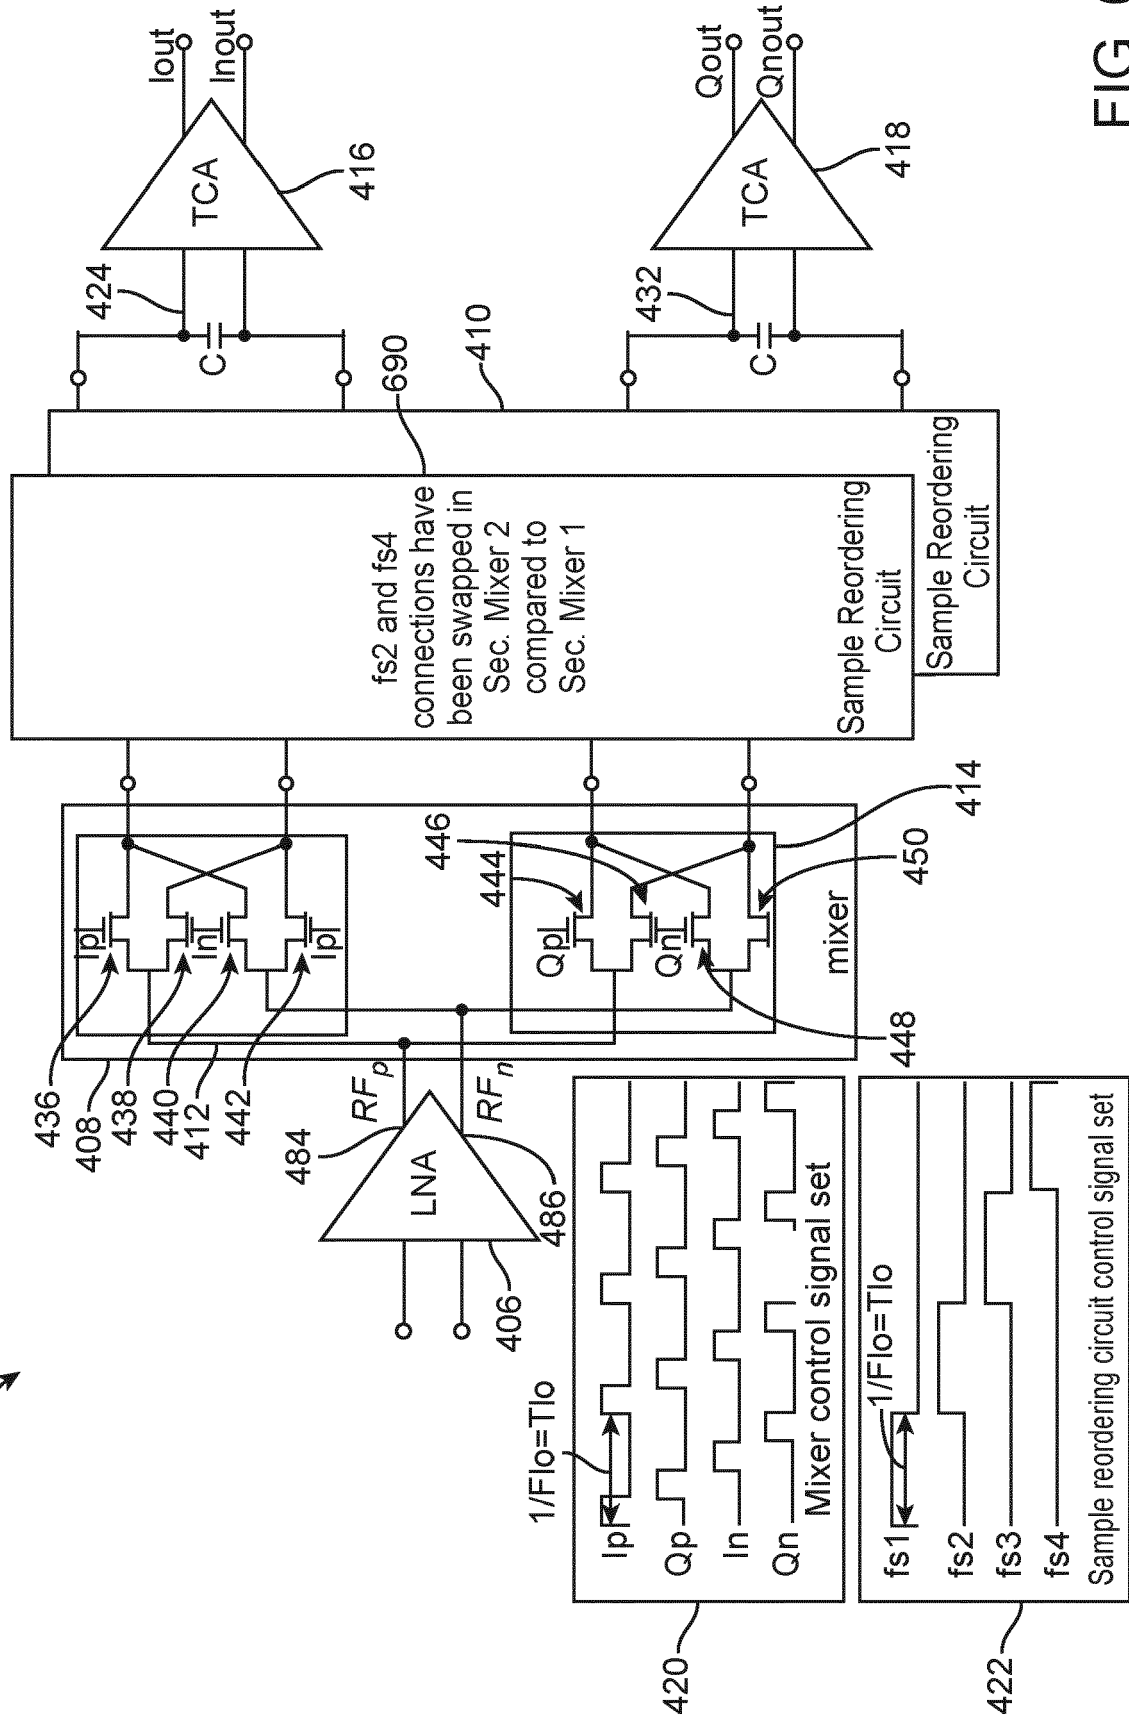 Iout
Inout
TCA
416
424
C
Qout
Qnout
TCA
418
432
C
410
690
fs2 and fs4
connections have
been swapped in
Sec. Mixer 2
compared to
Sec. Mixer 1
Sample Reordering
Circuit
Sample Reordering
Circuit
436
408
438
440
412
442
Ip
In
Ip
446
444
Qp
Qn
414
450
448
mixer
RFp
RFn
484
LNA
486
406
1/Flo=Tlo
Ip
Qp
In
Qn
Mixer control signal set
420
1/Flo=Tlo
fs1
fs2
fs3
fs4
Sample reordering circuit control signal set
422
FIG